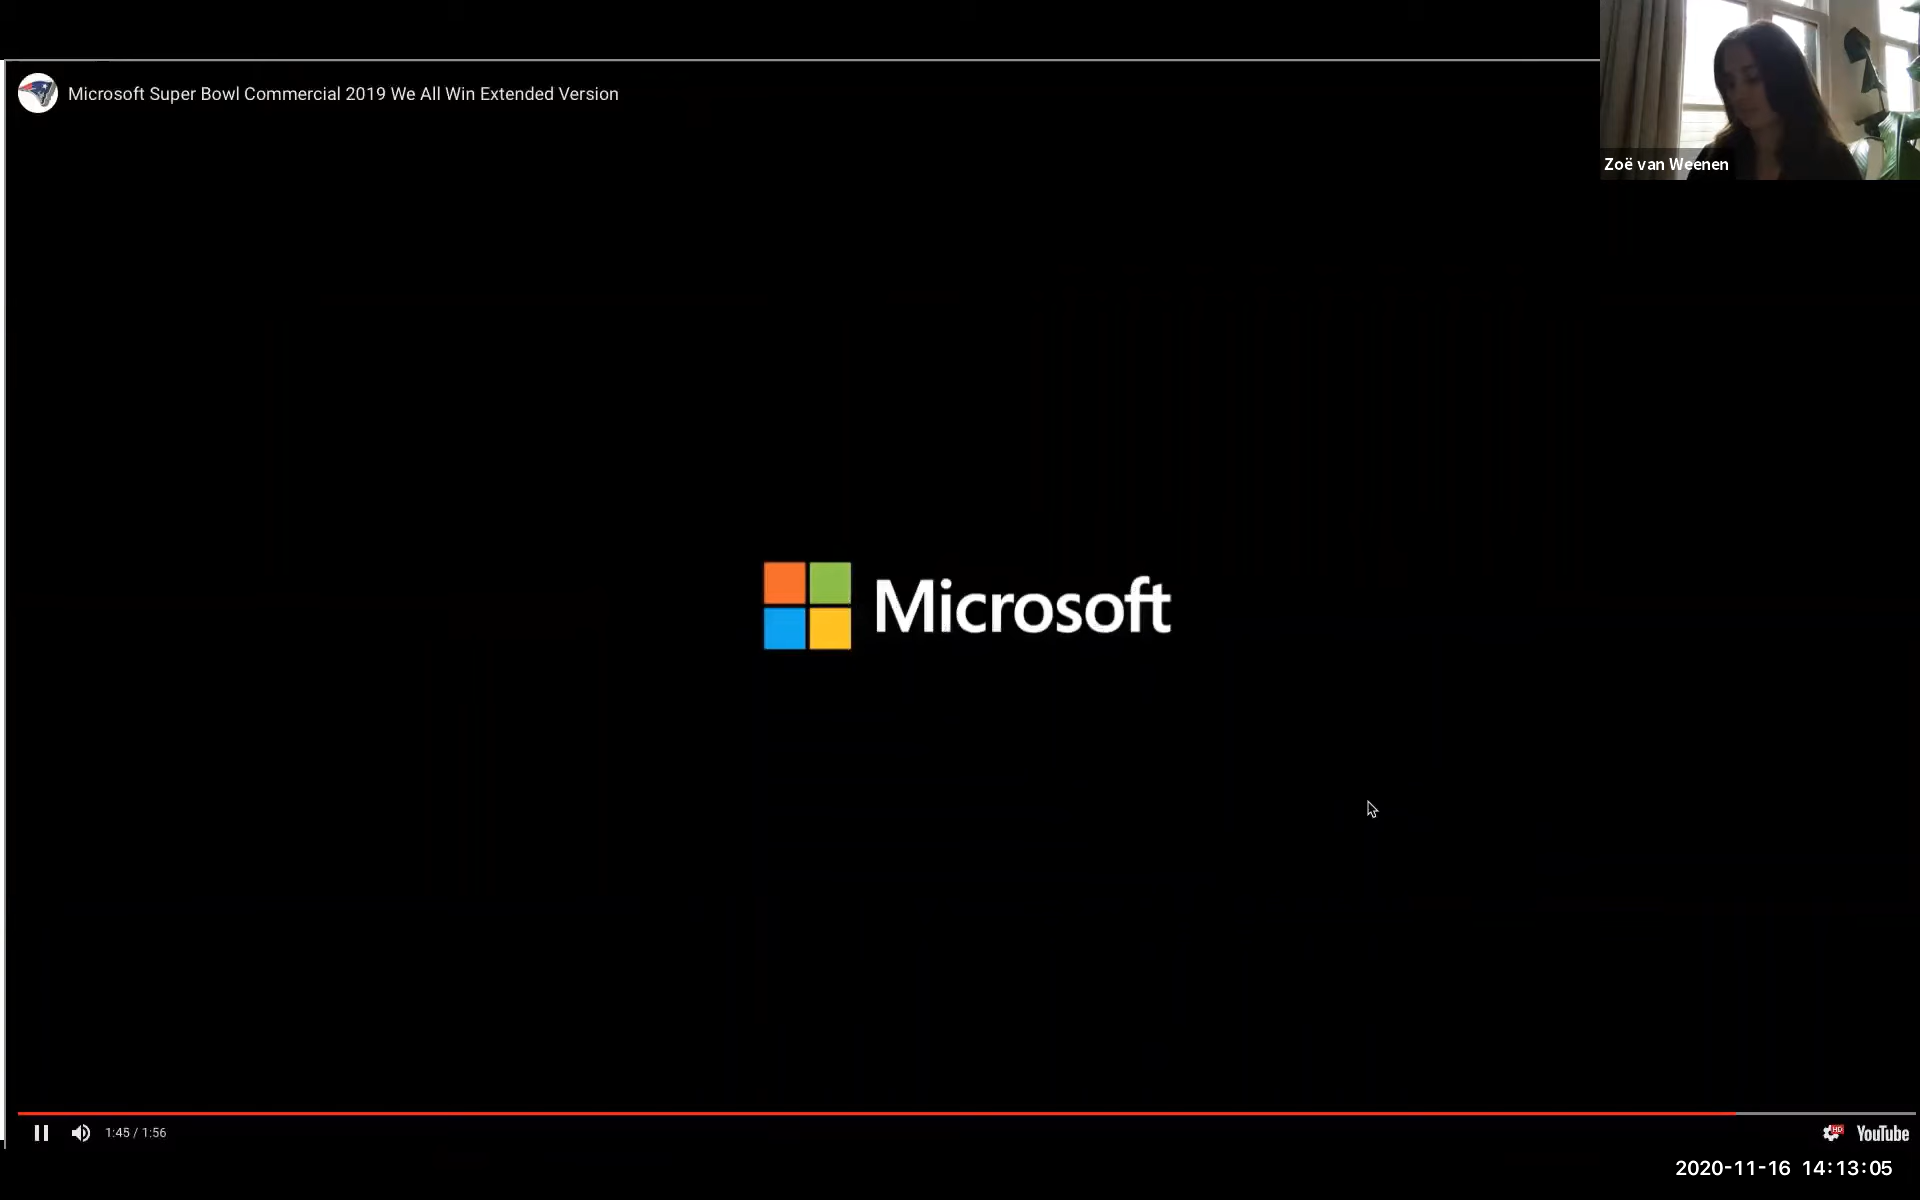 Microsoft Super Bowl Commercial 2019 We All Win Extended Version
Zoë van Weenen
Microsoft
1:45 / 1:56
HD
YouTube
2020-11-16 14:13:05